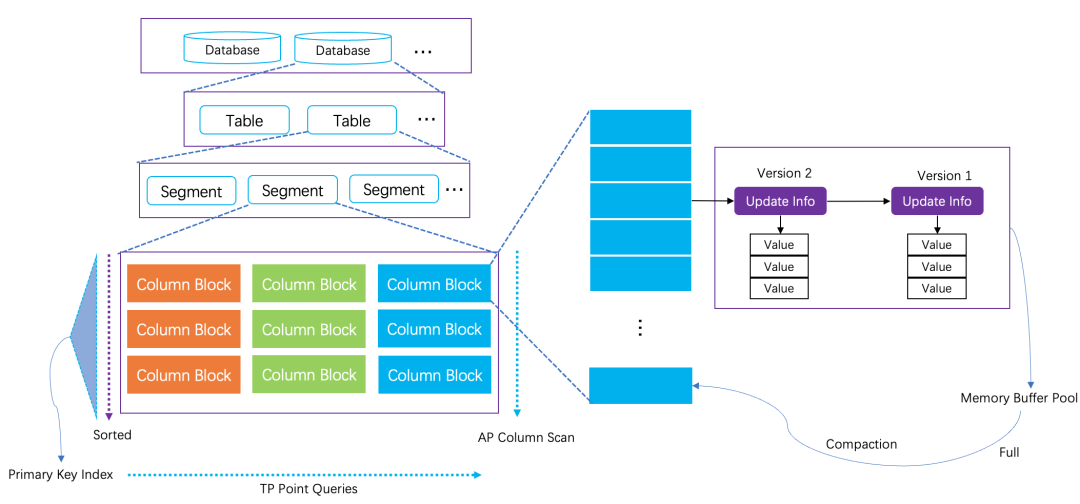 Database
Database
...
Table
Table
...
Segment
Segment
Segment
...
Column Block
Column Block
Column Block
Column Block
Column Block
Column Block
Column Block
Column Block
Column Block
Sorted
AP Column Scan
Primary Key Index
TP Point Queries
Version 2
Version 1
Update Info
Update Info
Value
Value
Value
Value
Value
Value
Memory Buffer Pool
Compaction
Full